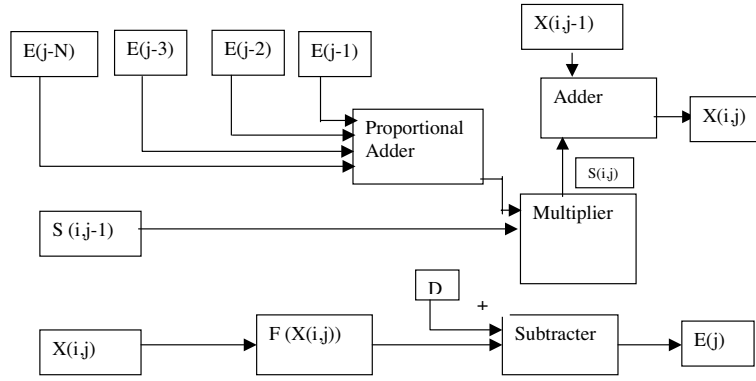 X(i,j-1)
E(j-N)
E(j-3)
E(j-2)
E(j-1)
Adder
X(i,j)
Proportional
Adder
S(i,j)
Multiplier
S (i,j-1)
D
+
F (X(i,j))
Subtracter
E(j)
X(i,j)